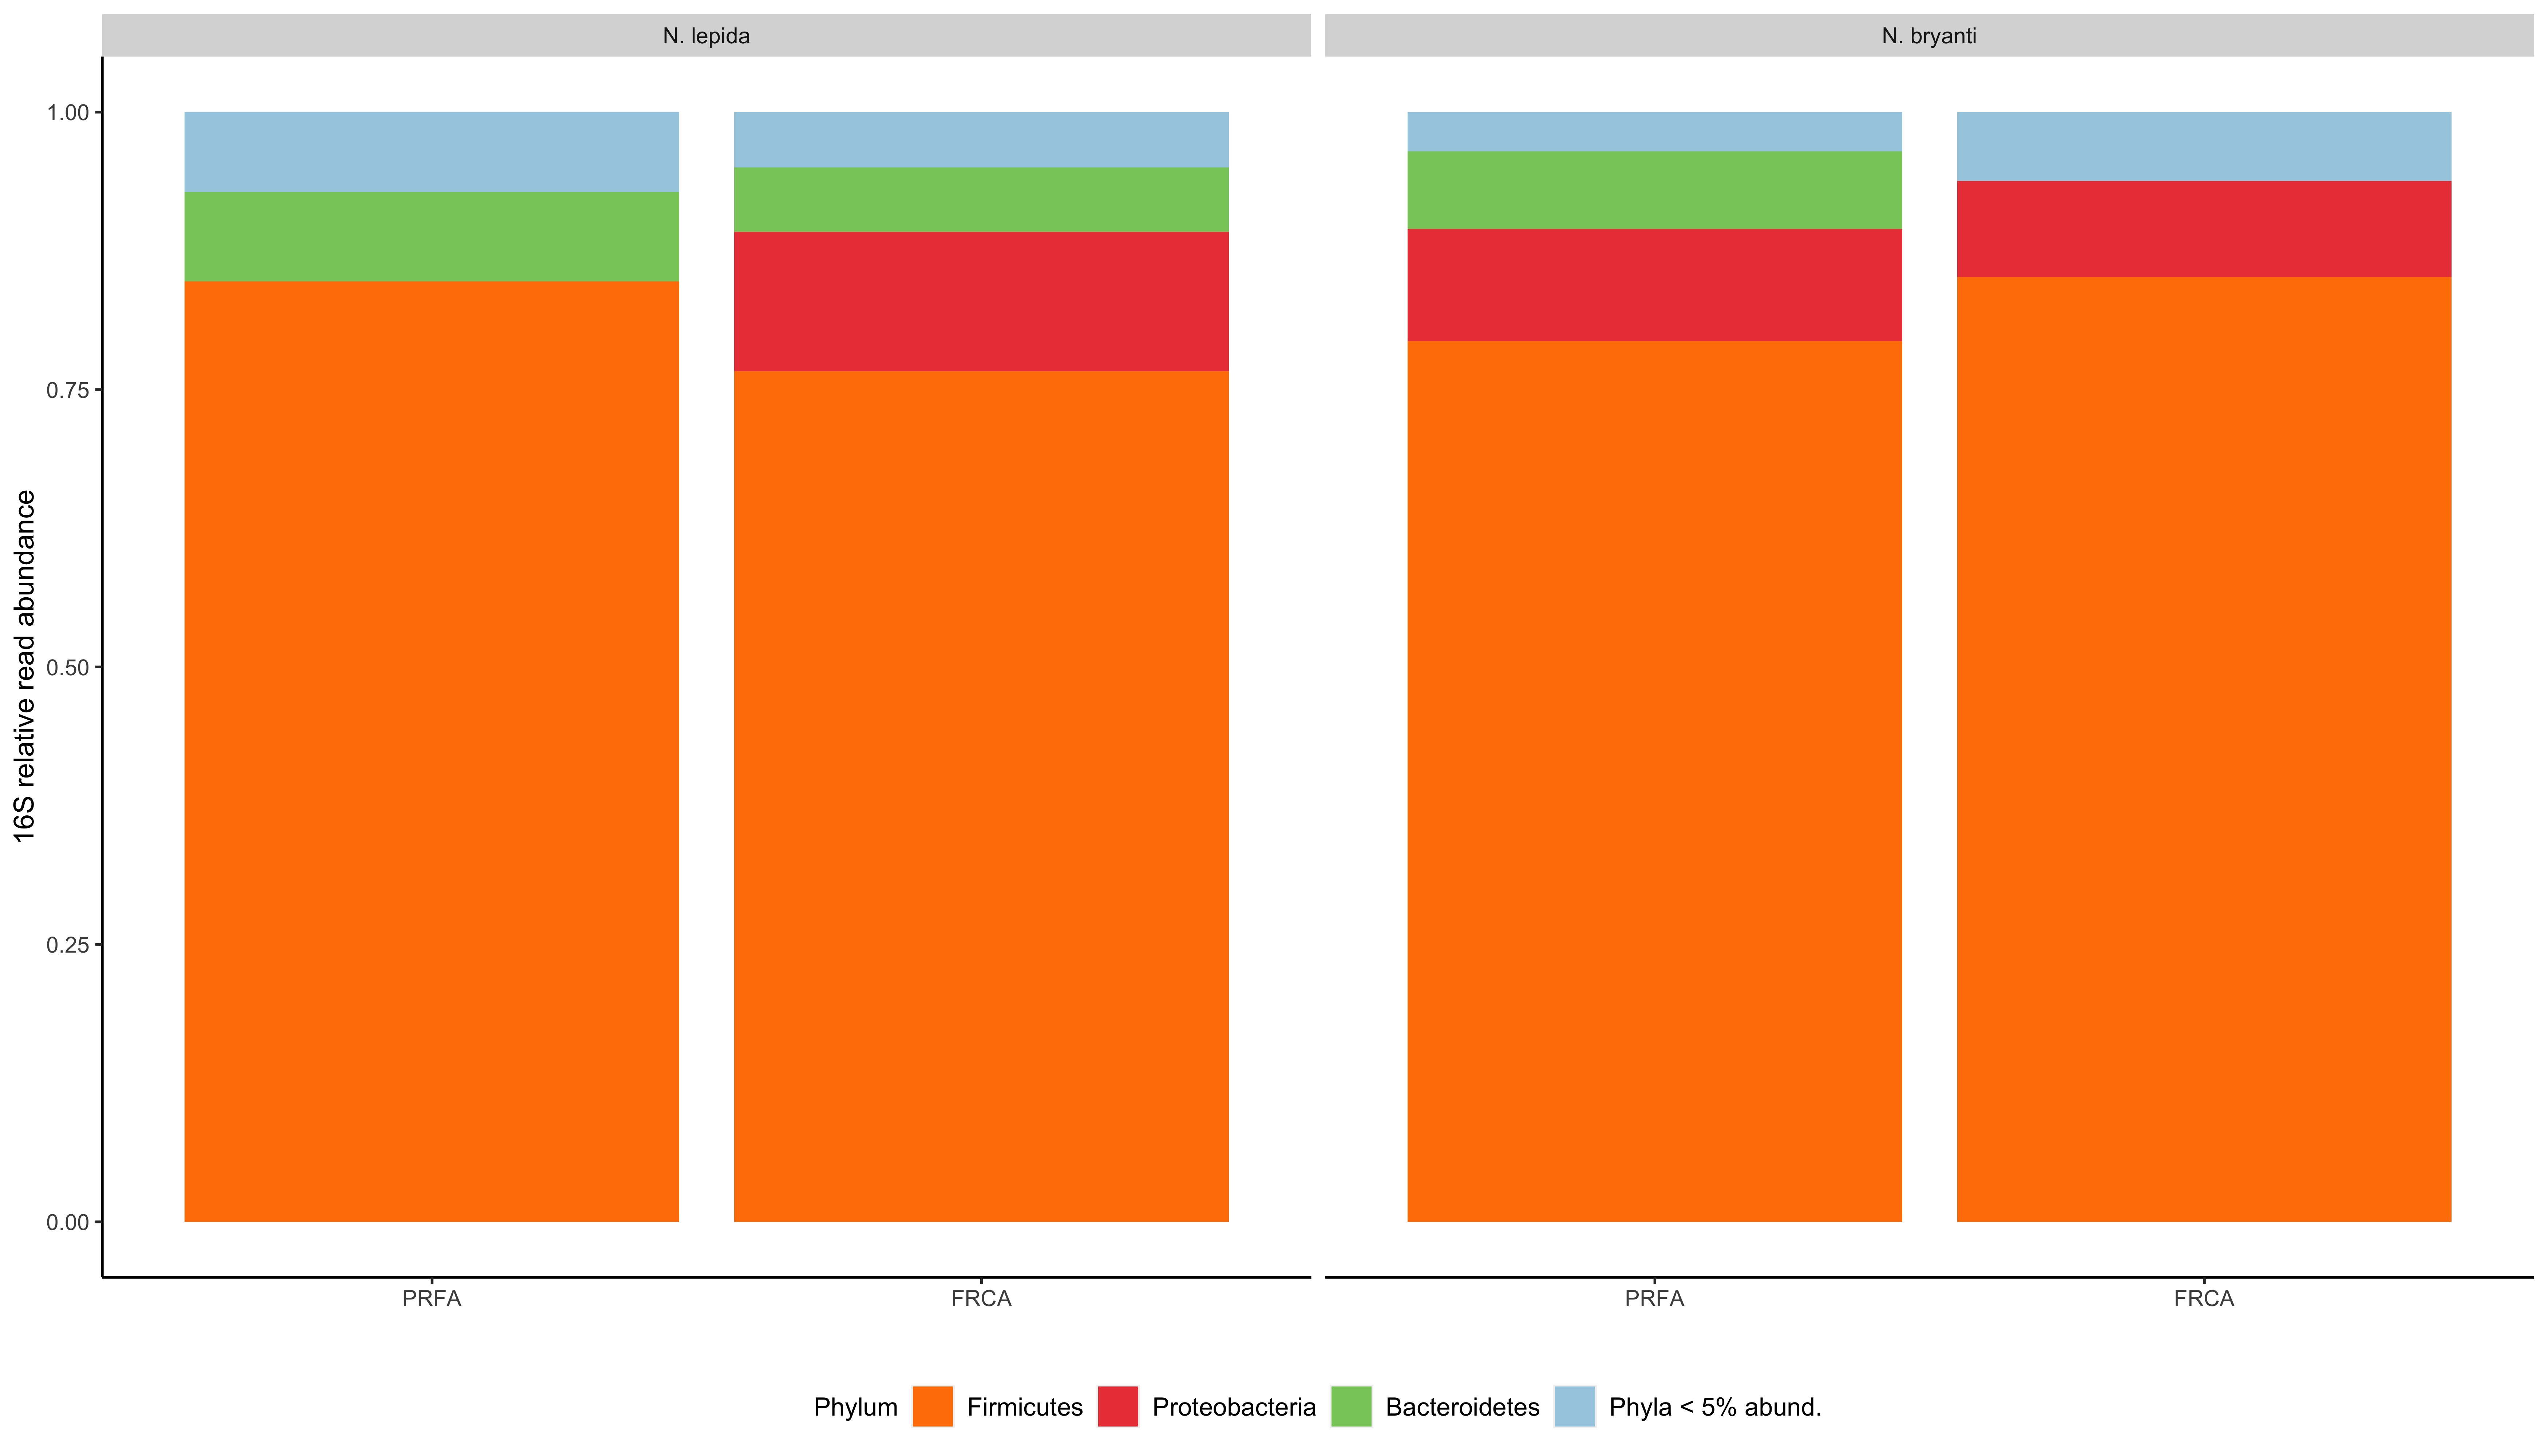 N. lepida
N. bryanti
16S relative read abundance
1.00
0.75
0.50
0.25
0.00
PRFA
FRCA
PRFA
FRCA
Phylum Firmicutes Proteobacteria Bacteroidetes Phyla < 5% abund.